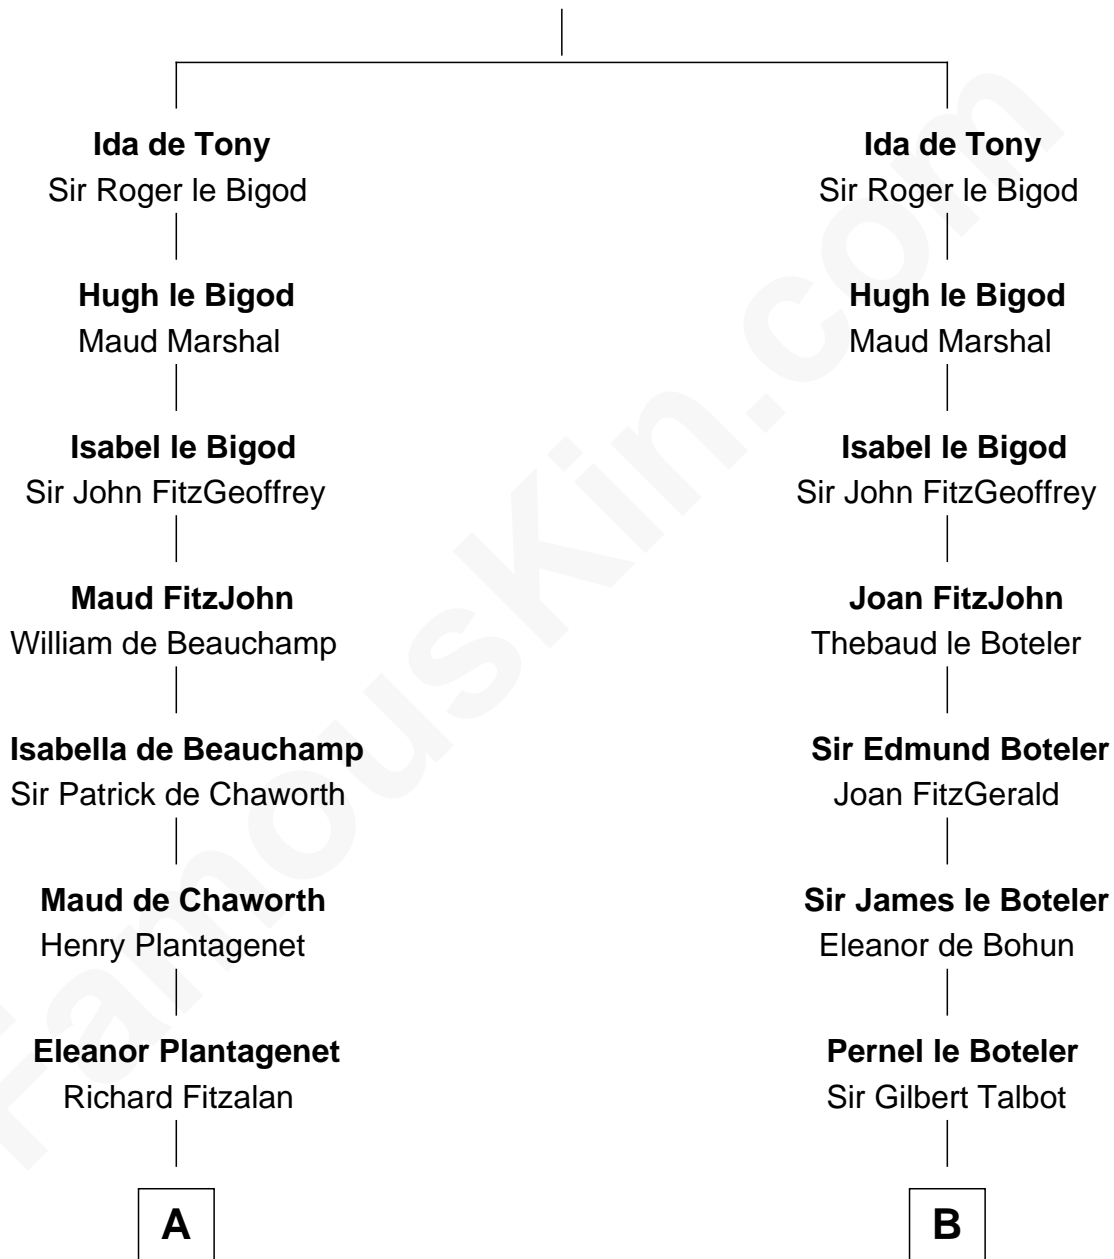 Ida de Tony
Sir Roger le Bigod
Hugh le Bigod
Maud Marshal
Isabel le Bigod
Sir John FitzGeoffrey
Maud FitzJohn
William de Beauchamp
Isabella de Beauchamp
Sir Patrick de Chaworth
Maud de Chaworth
Henry Plantagenet
Eleanor Plantagenet
Richard Fitzalan
A
Ida de Tony
Sir Roger le Bigod
Hugh le Bigod
Maud Marshal
Isabel le Bigod
Sir John FitzGeoffrey
Joan FitzJohn
Thebaud le Boteler
Sir Edmund Boteler
Joan FitzGerald
Sir James le Boteler
Eleanor de Bohun
Pernel le Boteler
Sir Gilbert Talbot
B
FamousKin.com